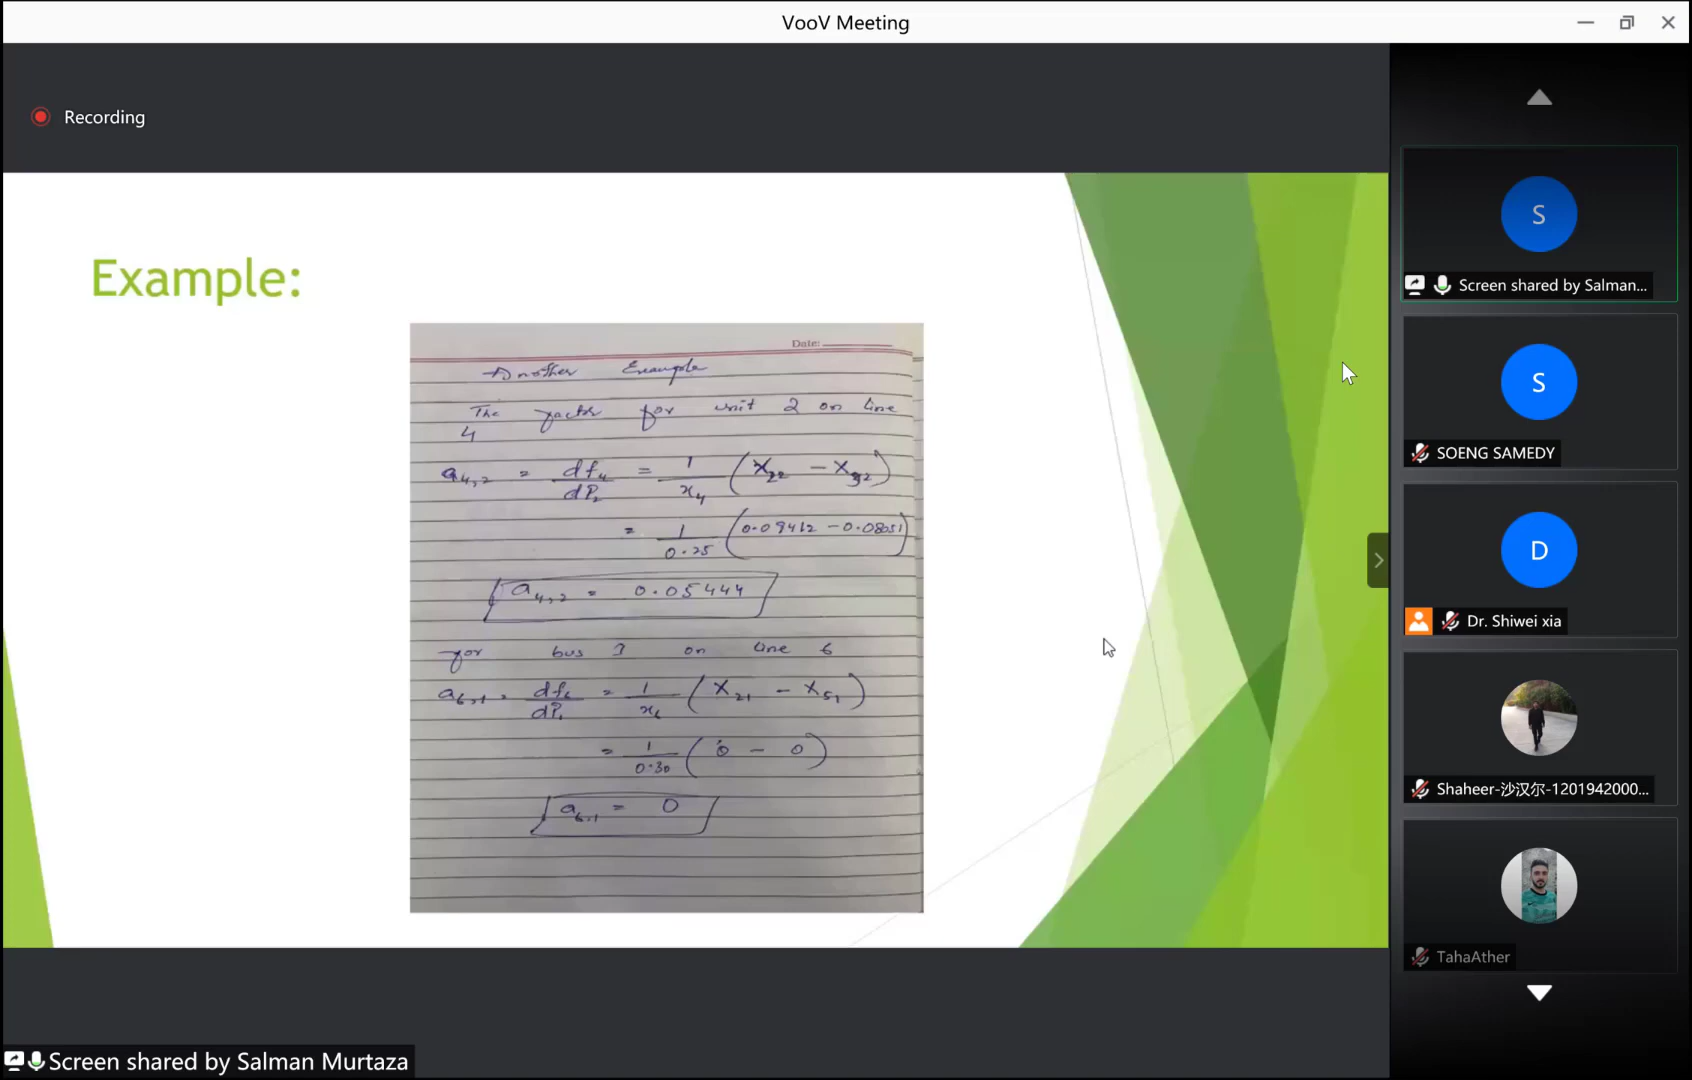 VooV Meeting
Recording
Example:
Date:
Another Example
The factor for unit 2 on line
4
a4,2 = df4/dP2 = 1/x4 (X22 - X32)
= 1/0.25 (0.09412 - 0.08051)
a4,2 = 0.05444
for bus 1 on line 6
a6,1 = df6/dP1 = 1/x6 (X21 - X51)
= 1/0.30 (0 - 0)
a6,1 = 0
S
Screen shared by Salman...
S
SOENG SAMEDY
D
Dr. Shiwei xia
Shaheer-沙汉尔-1201942000...
TahaAther
Screen shared by Salman Murtaza